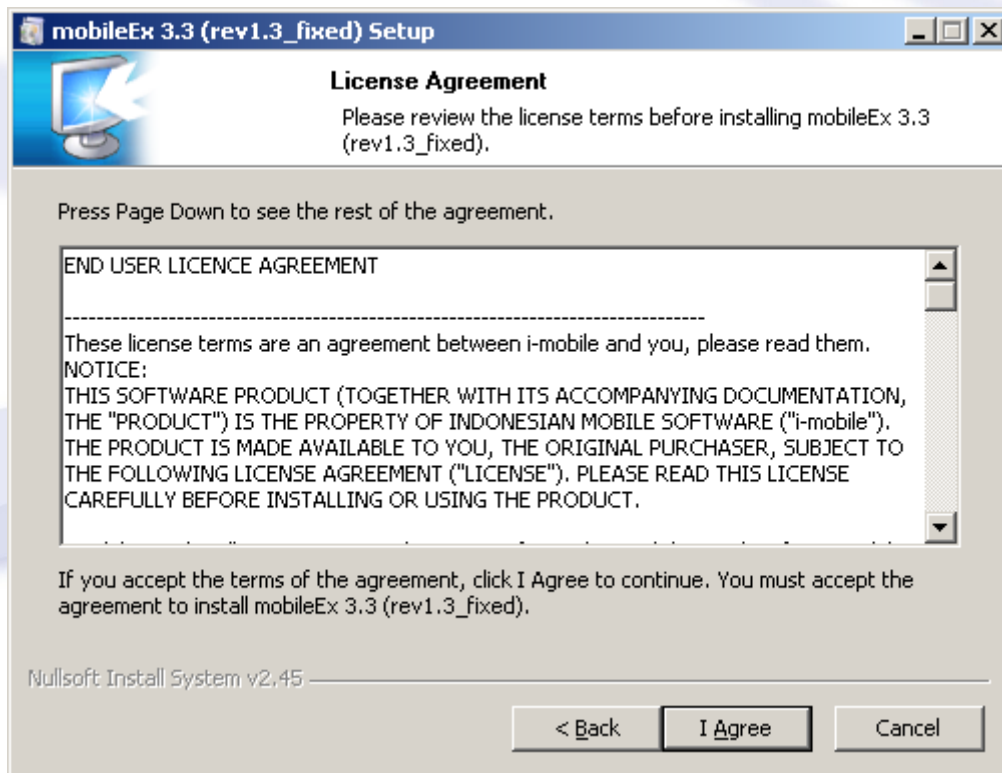 mobileEx 3.3 (rev1.3_fixed) Setup
License Agreement
Please review the license terms before installing mobileEx 3.3
(rev1.3_fixed).
Press Page Down to see the rest of the agreement.
END USER LICENCE AGREEMENT
--------------------------------------------------------------------------------
These license terms are an agreement between i-mobile and you, please read them.
NOTICE:
THIS SOFTWARE PRODUCT (TOGETHER WITH ITS ACCOMPANYING DOCUMENTATION,
THE "PRODUCT") IS THE PROPERTY OF INDONESIAN MOBILE SOFTWARE ("i-mobile").
THE PRODUCT IS MADE AVAILABLE TO YOU, THE ORIGINAL PURCHASER, SUBJECT TO
THE FOLLOWING LICENSE AGREEMENT ("LICENSE"). PLEASE READ THIS LICENSE
CAREFULLY BEFORE INSTALLING OR USING THE PRODUCT.
If you accept the terms of the agreement, click I Agree to continue. You must accept the
agreement to install mobileEx 3.3 (rev1.3_fixed).
Nullsoft Install System v2.45
< Back
I Agree
Cancel